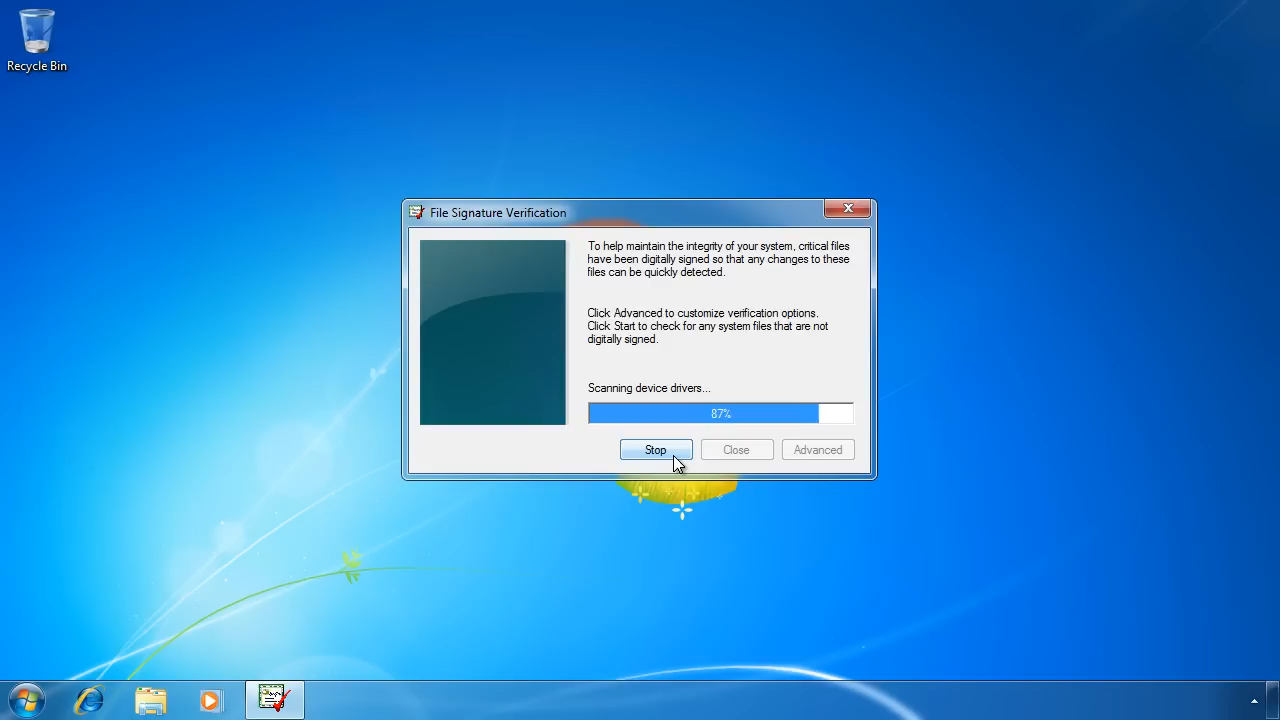 Recycle Bin
File Signature Verification
To help maintain the integrity of your system, critical files
have been digitally signed so that any changes to these
files can be quickly detected.
Click Advanced to customize verification options.
Click Start to check for any system files that are not
digitally signed.
Scanning device drivers...
87%
Stop
Close
Advanced